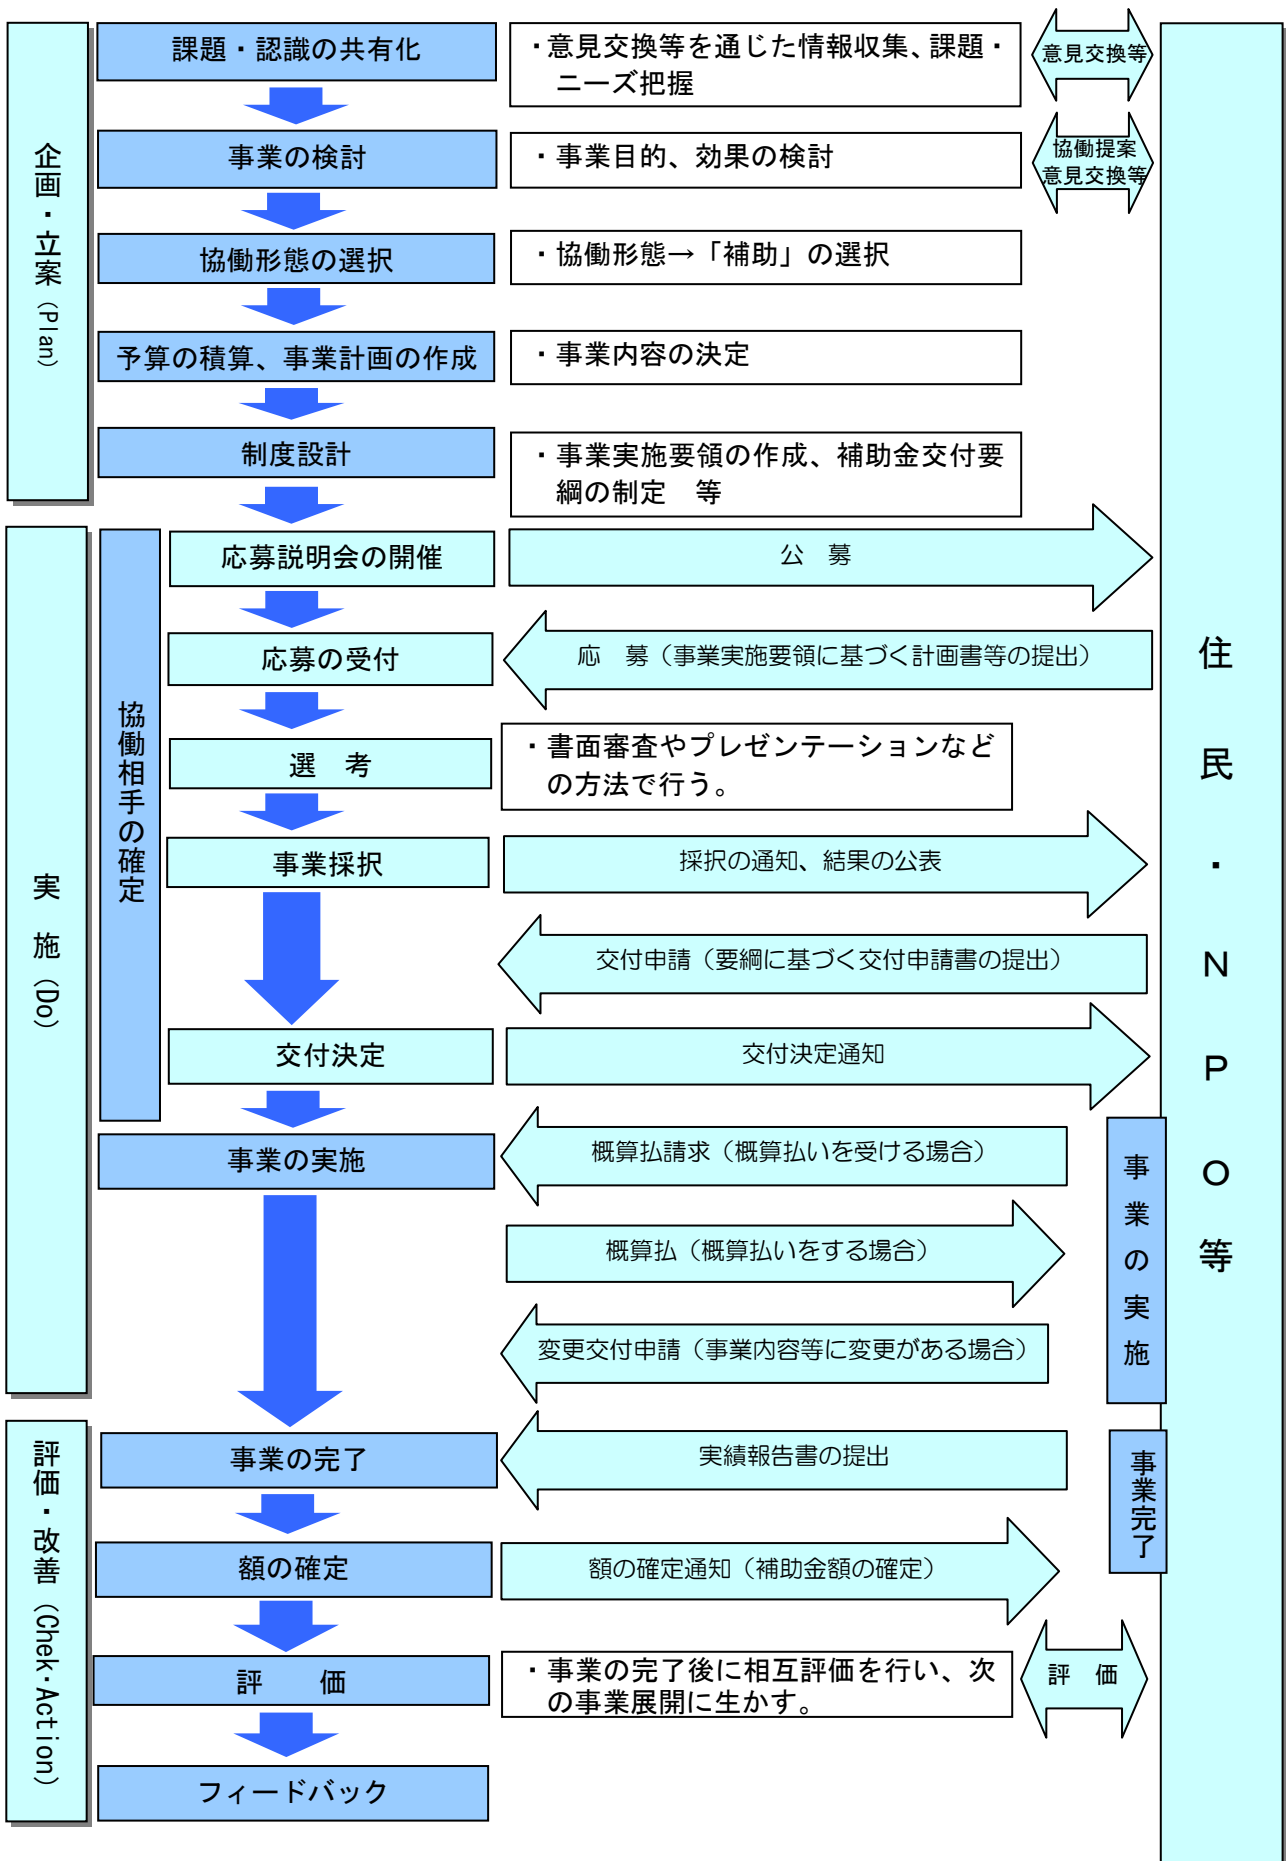 企画・立案（Plan）
課題・認識の共有化
・意見交換等を通じた情報収集、課題・
ニーズ把握
意見交換等
事業の検討
・事業目的、効果の検討
協働提案
意見交換等
協働形態の選択
・協働形態→「補助」の選択
予算の積算、事業計画の作成
・事業内容の決定
制度設計
・事業実施要領の作成、補助金交付要
綱の制定　等
実　施（Do）
協働相手の確定
応募説明会の開催
公　募
応募の受付
応　募（事業実施要領に基づく計画書等の提出）
選　考
・書面審査やプレゼンテーションなど
の方法で行う。
事業採択
採択の通知、結果の公表
交付申請（要綱に基づく交付申請書の提出）
交付決定
交付決定通知
事業の実施
概算払請求（概算払いを受ける場合）
概算払（概算払いをする場合）
変更交付申請（事業内容等に変更がある場合）
事業の実施
住民・ＮＰＯ等
評価・改善（Chek・Action）
事業の完了
実績報告書の提出
事業完了
額の確定
額の確定通知（補助金額の確定）
評　価
・事業の完了後に相互評価を行い、次
の事業展開に生かす。
評　価
フィードバック